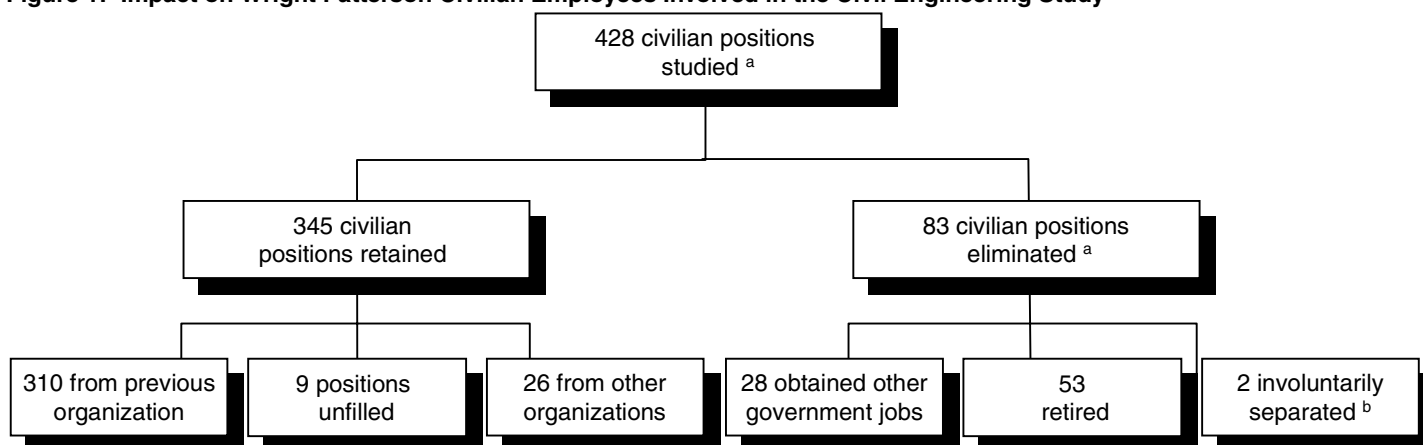 Figure 1: Impact on Wright-Patterson Civilian Employees Involved in the Civil Engineering Study
428 civilian positions
studied a
345 civilian
positions retained
83 civilian positions
eliminated a
310 from previous
organization
9 positions
unfilled
26 from other
organizations
28 obtained other
government jobs
53
retired
2 involuntarily
separated b